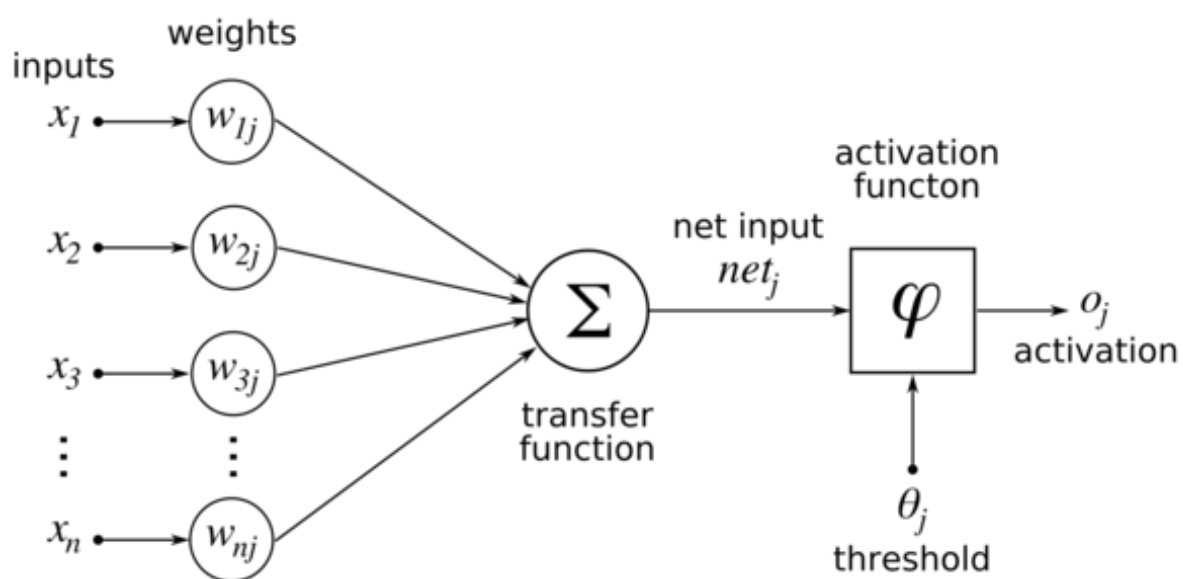 weights
inputs
x₁ w₁ⱼ
activation
functon
x₂ w₂ⱼ
net input
netⱼ
Σ φ oⱼ
activation
x₃ w₃ⱼ
transfer
function
⋮ ⋮
θⱼ
threshold
xₙ wₙⱼ